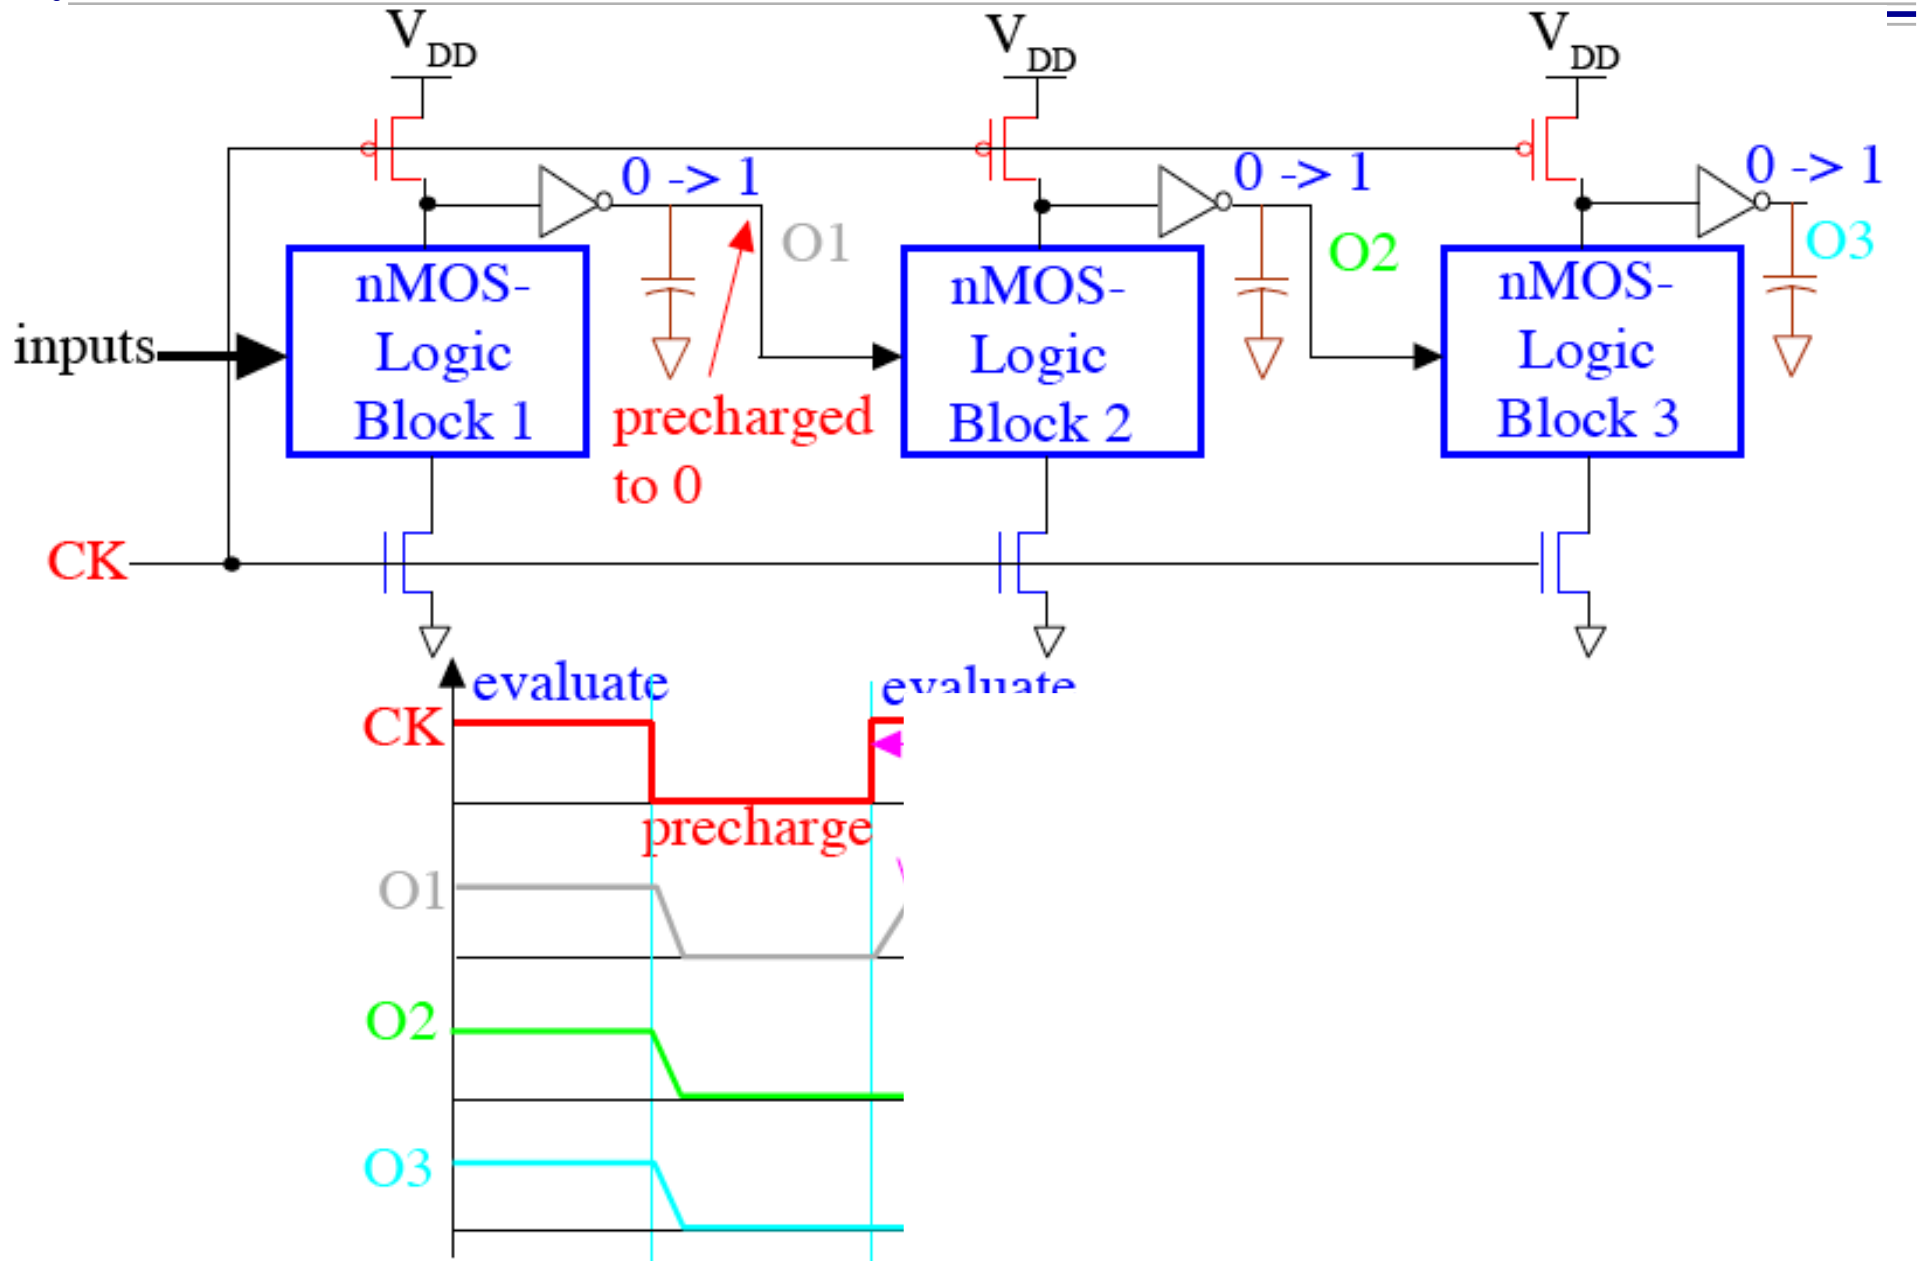 VDD
VDD
VDD
0 -> 1
0 -> 1
0 -> 1
O1
O2
O3
nMOS-
Logic
Block 1
nMOS-
Logic
Block 2
nMOS-
Logic
Block 3
inputs
precharged
to 0
CK
evaluate
evaluate
CK
precharge
O1
O2
O3